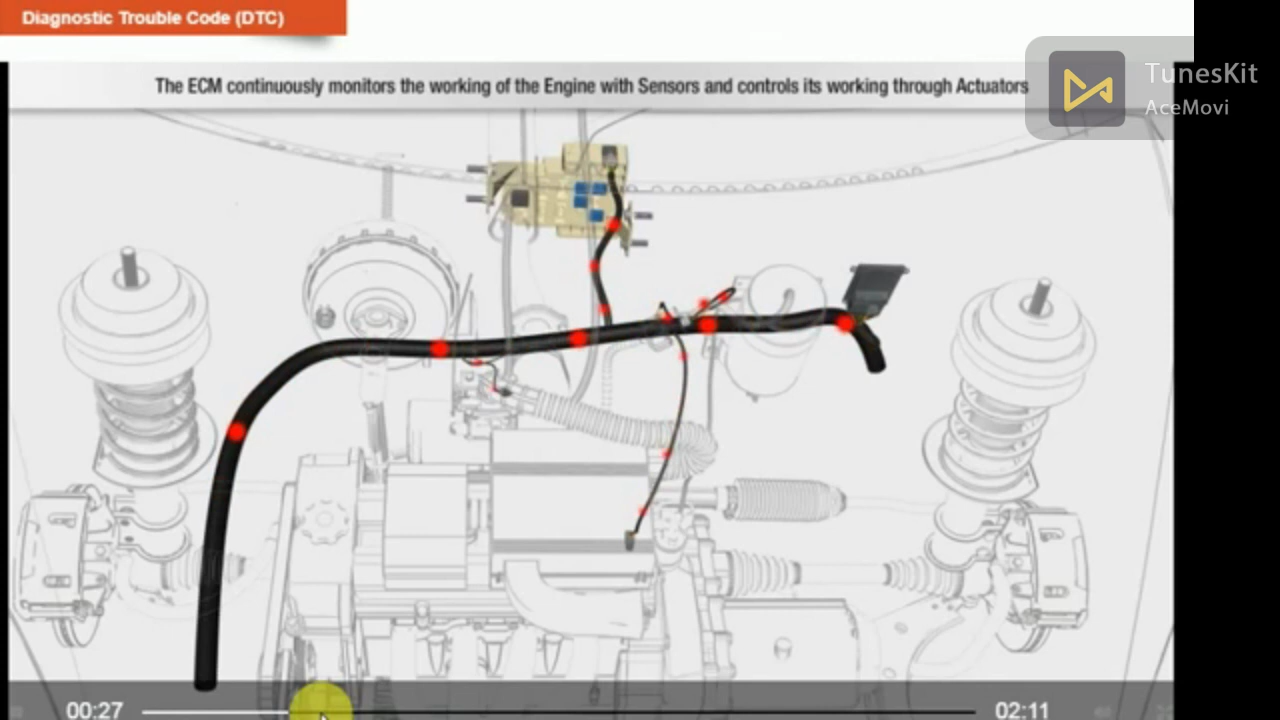 Diagnostic Trouble Code (DTC)
The ECM continuously monitors the working of the Engine with Sensors and controls its working through Actuators
TunesKit
AceMovi
00:27
02:11